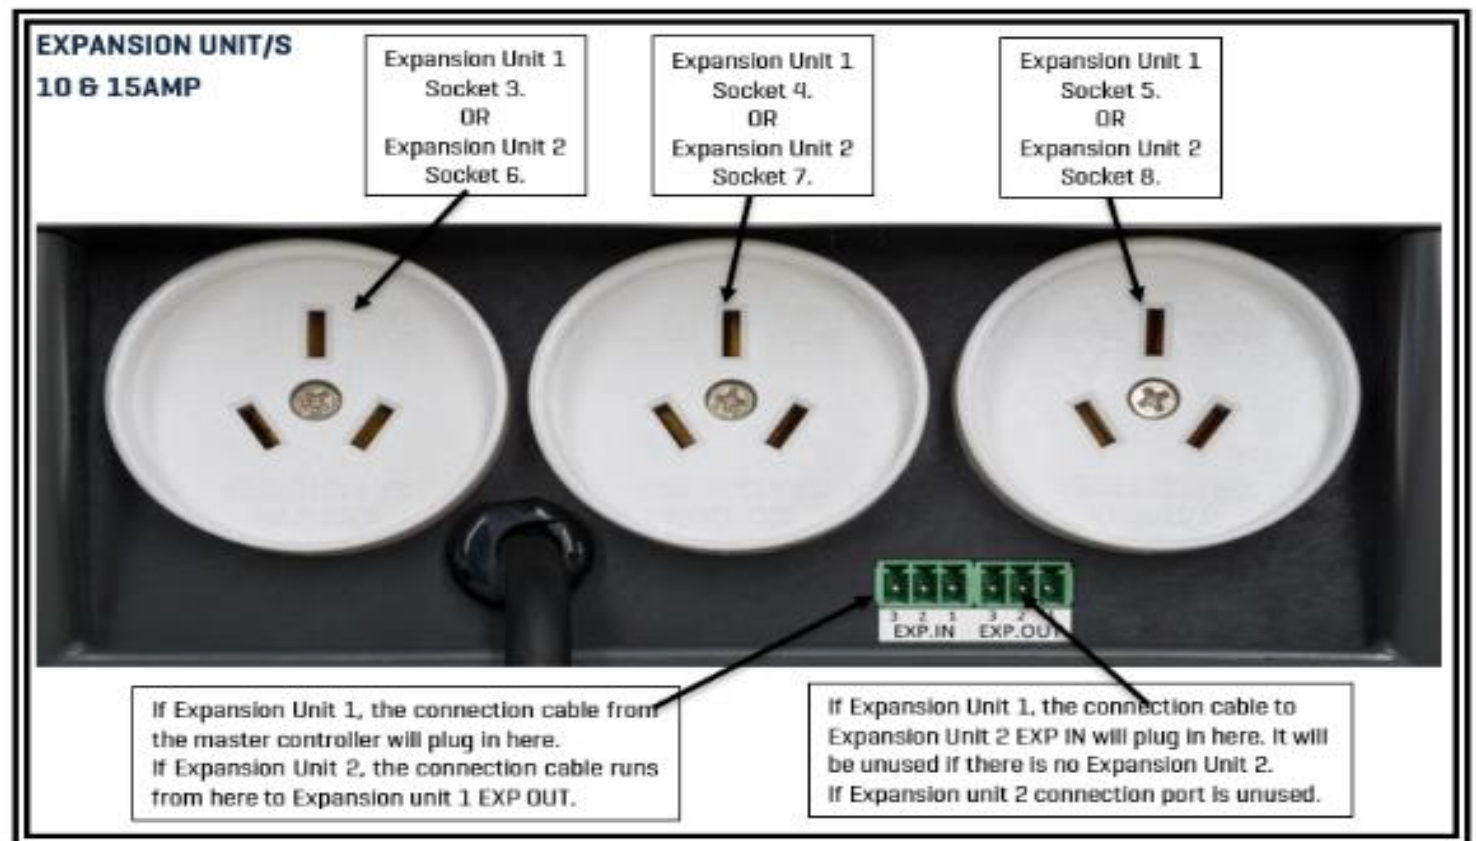 EXPANSION UNIT/S
10 & 15AMP
Expansion Unit 1
Socket 3.
OR
Expansion Unit 2
Socket 6.
Expansion Unit 1
Socket 4.
OR
Expansion Unit 2
Socket 7.
Expansion Unit 1
Socket 5.
OR
Expansion Unit 2
Socket 8.
3 2 1 3 2 1
EXP.IN EXP.OUT
If Expansion Unit 1, the connection cable from
the master controller will plug in here.
If Expansion Unit 2, the connection cable runs
from here to Expansion unit 1 EXP OUT.
If Expansion Unit 1, the connection cable to
Expansion Unit 2 EXP IN will plug in here. It will
be unused if there is no Expansion Unit 2.
If Expansion unit 2 connection port is unused.